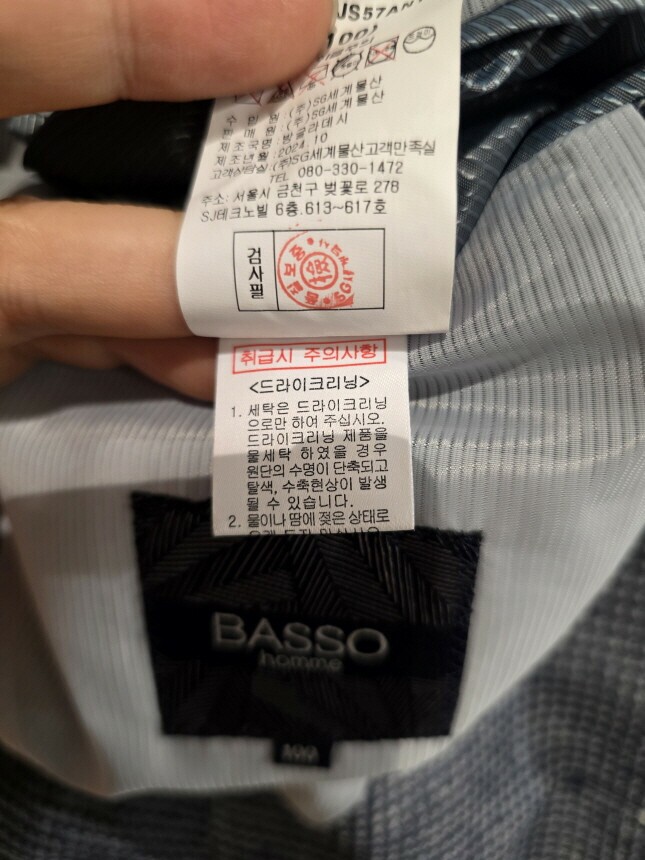 (100)
수 입 원 : (주)SG세계물산
판 매 원 : (주)SG세계물산
제조국명 : 방글라데시
제조년월 : 2024.10
고객상담실:(주)SG세계물산고객만족실
TEL 080-330-1472
주소: 서울시 금천구 벚꽃로 278
SJ테크노빌 6층.613~617호
검사필
취급시 주의사항
<드라이크리닝>
1. 세탁은 드라이크리닝
으로만 하여 주십시오.
드라이크리닝 제품을
물세탁 하였을 경우
원단의 수명이 단축되고
탈색, 수축현상이 발생
될 수 있습니다.
2. 물이나 땀에 젖은 상태로
BASSO
homme
100